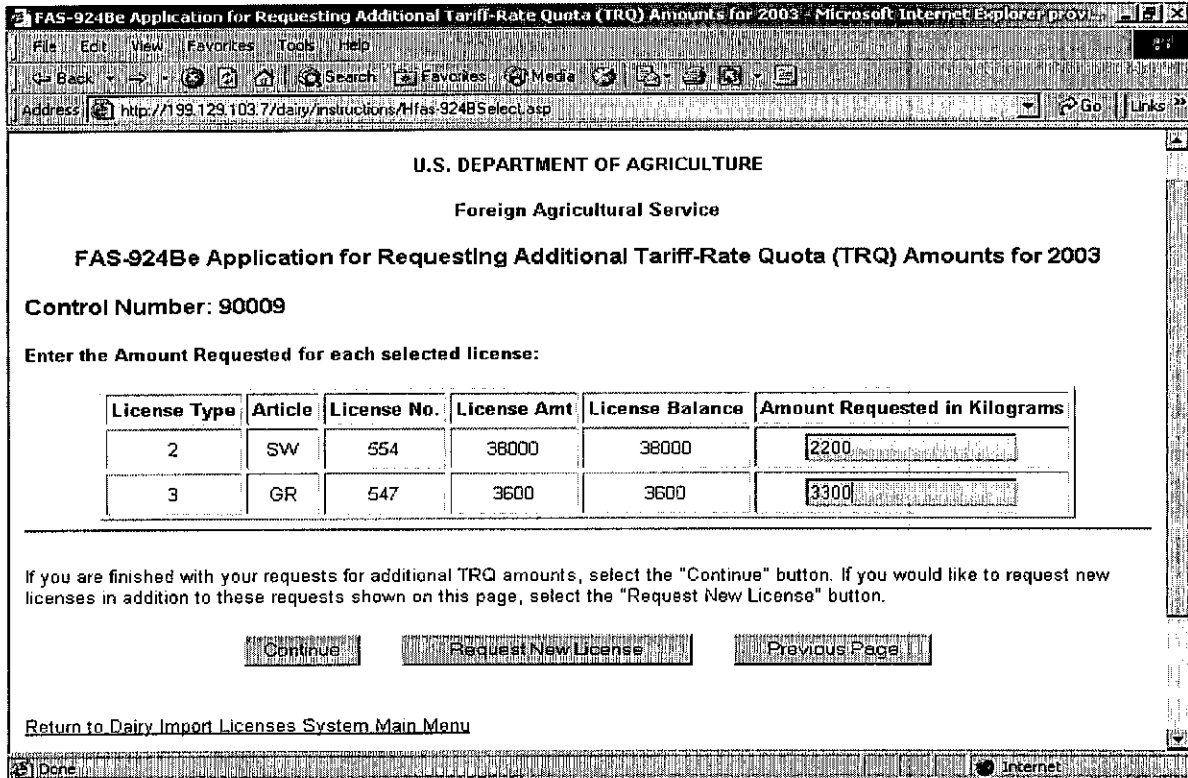 FAS-924Be Application for Requesting Additional Tariff-Rate Quota (TRQ) Amounts for 2003 - Microsoft Internet Explorer provi...
File Edit View Favorites Tools Help
Back Search Favorites Media
Address http://199.129.103.7/dairy/instructions/Hfas-924BSelect.asp Go Links »
U.S. DEPARTMENT OF AGRICULTURE
Foreign Agricultural Service
FAS-924Be Application for Requesting Additional Tariff-Rate Quota (TRQ) Amounts for 2003
Control Number: 90009
Enter the Amount Requested for each selected license:
License Type Article License No. License Amt License Balance Amount Requested in Kilograms
2 SW 554 38000 38000 2200
3 GR 547 3600 3600 3300
If you are finished with your requests for additional TRQ amounts, select the "Continue" button. If you would like to request new
licenses in addition to these requests shown on this page, select the "Request New License" button.
Continue Request New License Previous Page
Return to Dairy Import Licenses System Main Menu
Done Internet